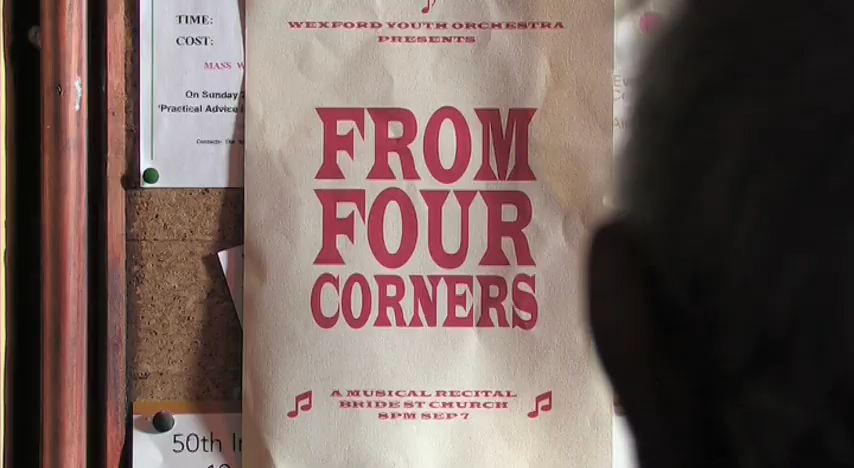 TIME:
COST:
MASS
On Sunday
'Practical Advice
WEXFORD YOUTH ORCHESTRA
PRESENTS
FROM
FOUR
CORNERS
A MUSICAL RECITAL
BRIDE ST CHURCH
8PM SEP 7
50th